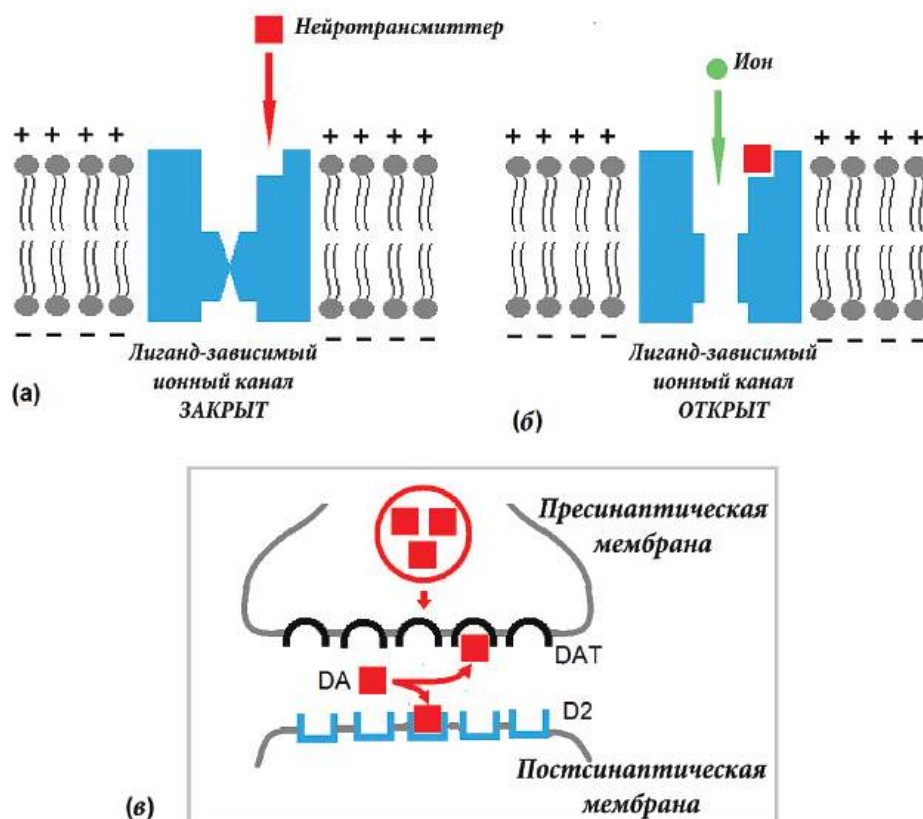 Нейротрансмиттер
Ион
+ + + +
+ + + +
+ + + +
+ + + +
– – – –
– – – –
– – – –
– – – –
Лиганд-зависимый
ионный канал
ЗАКРЫТ
(а)
Лиганд-зависимый
ионный канал
ОТКРЫТ
(б)
Пресинаптическая
мембрана
DAT
DA
D2
Постсинаптическая
мембрана
(в)